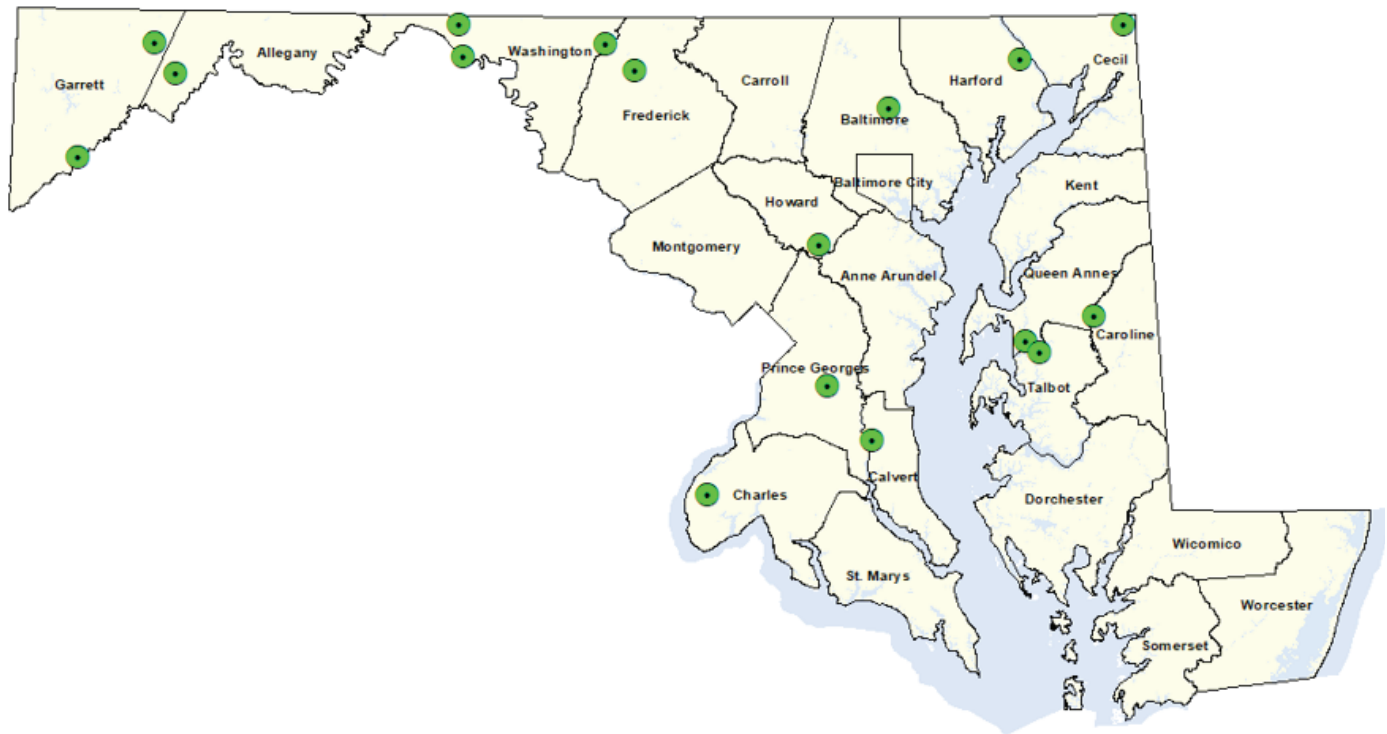 Garrett
Allegany
Washington
Frederick
Carroll
Baltimore
Harford
Cecil
Baltimore City
Howard
Kent
Montgomery
Anne Arundel
Queen Annes
Caroline
Prince Georges
Talbot
Calvert
Charles
Dorchester
Wicomico
St. Marys
Worcester
Somerset